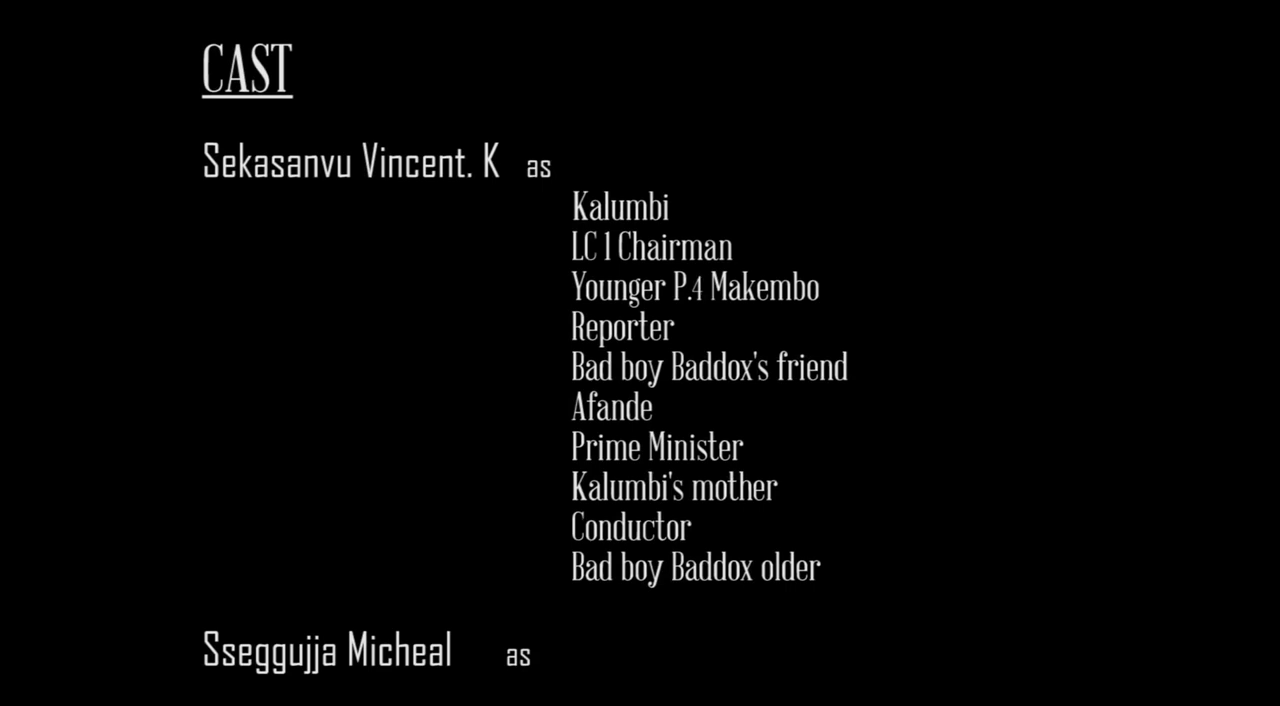 CAST
Sekasanvu Vincent. K as
Kalumbi
LC 1 Chairman
Younger P.4 Makembo
Reporter
Bad boy Baddox's friend
Afande
Prime Minister
Kalumbi's mother
Conductor
Bad boy Baddox older
Sseggujja Micheal as